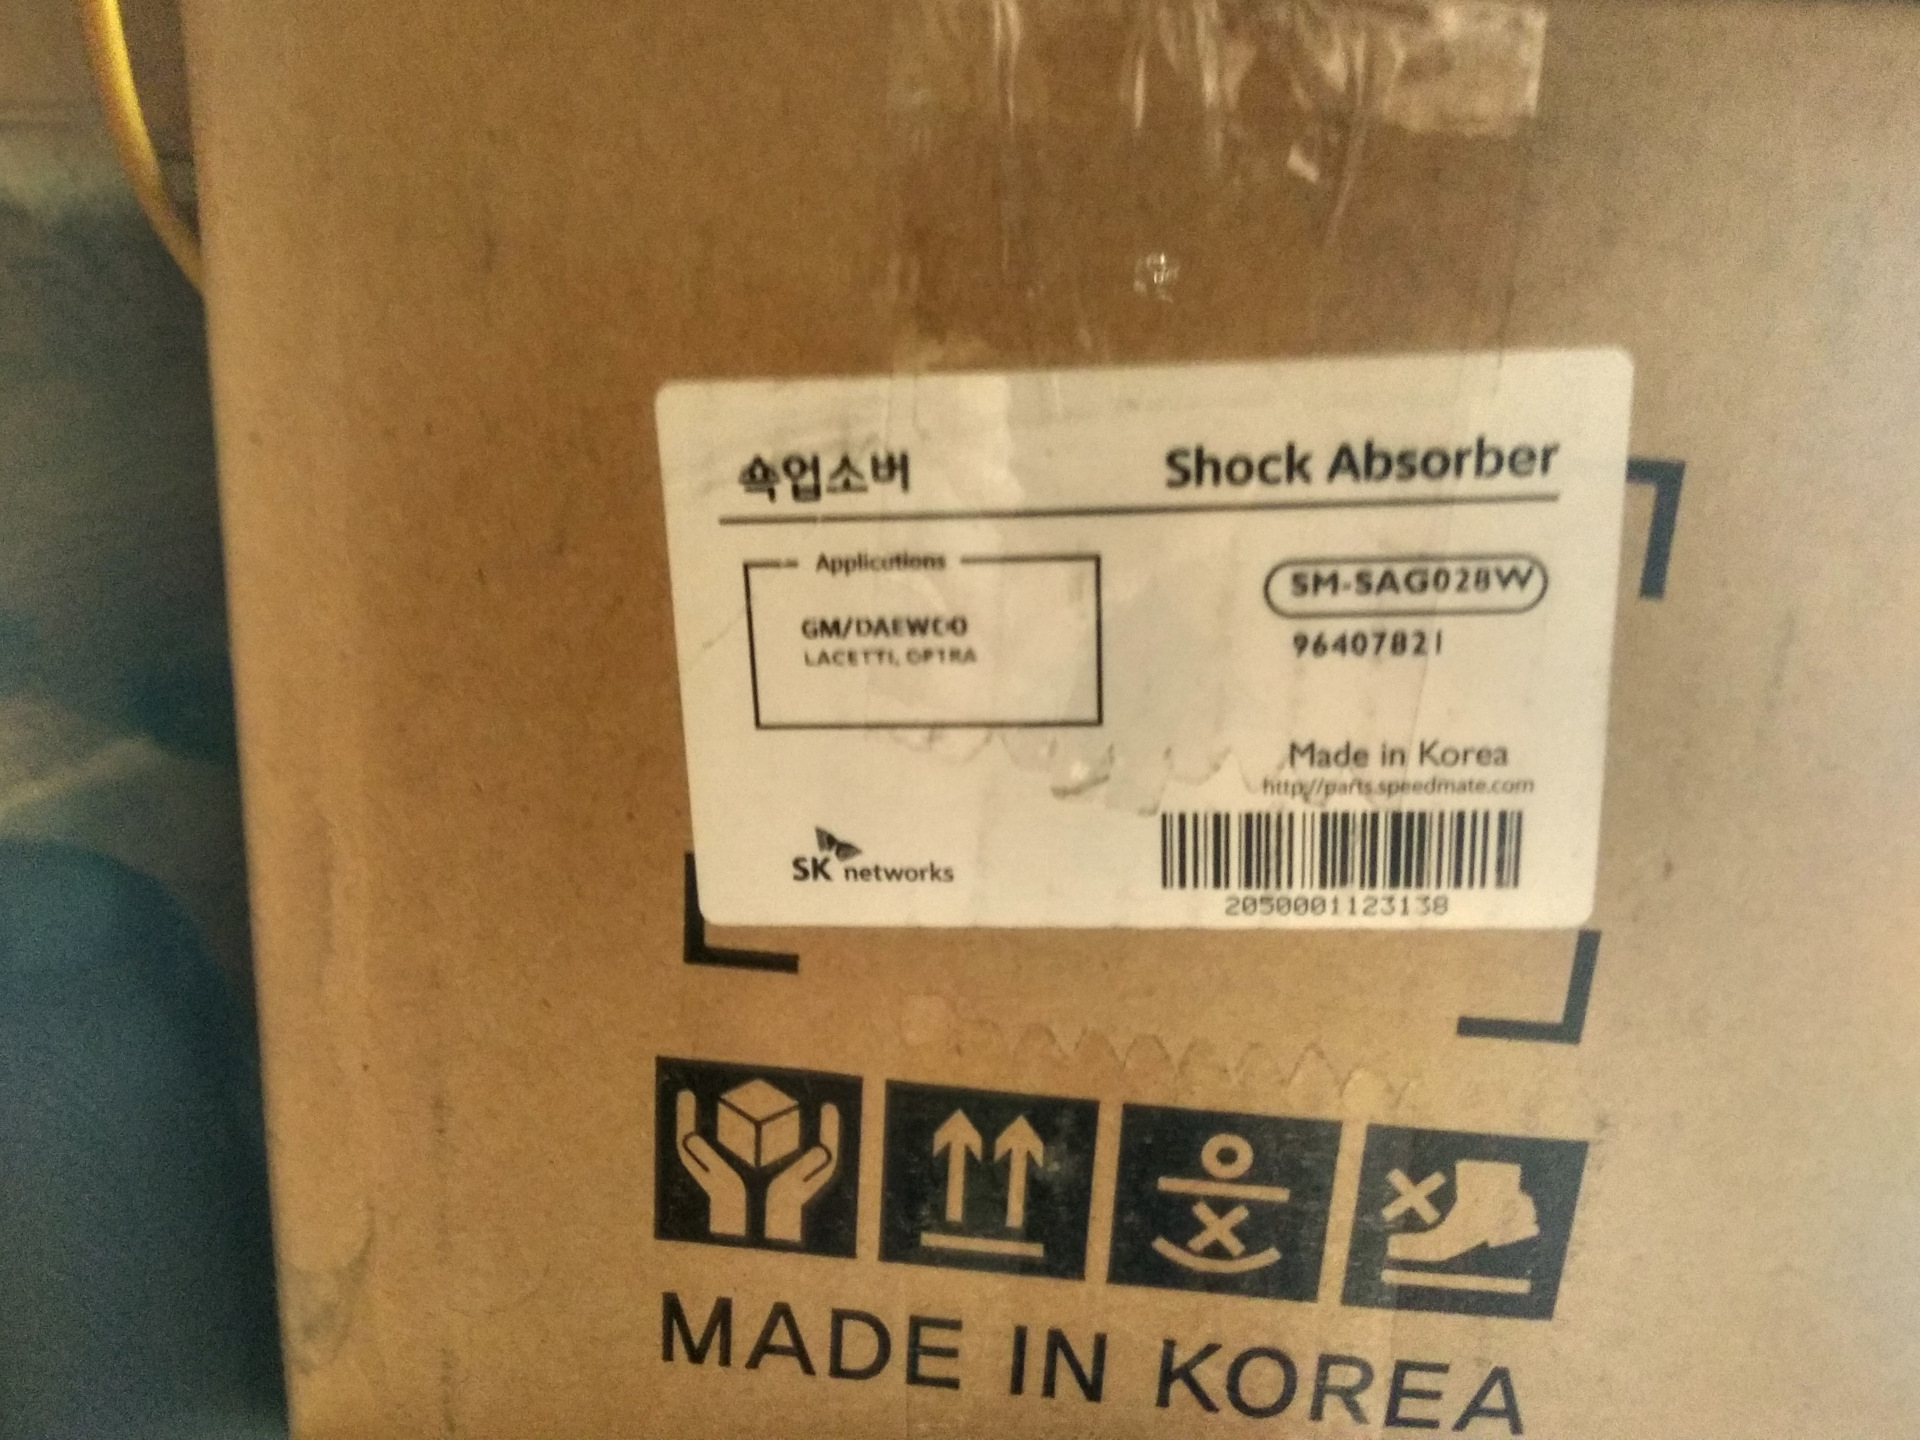 쇽업소버
Shock Absorber
Applications
GM/DAEWOO
LACETTI, OPTRA
SM-SAG028W
96407821
Made in Korea
http://parts.speedmate.com
SK networks
2050001123138
MADE IN KOREA